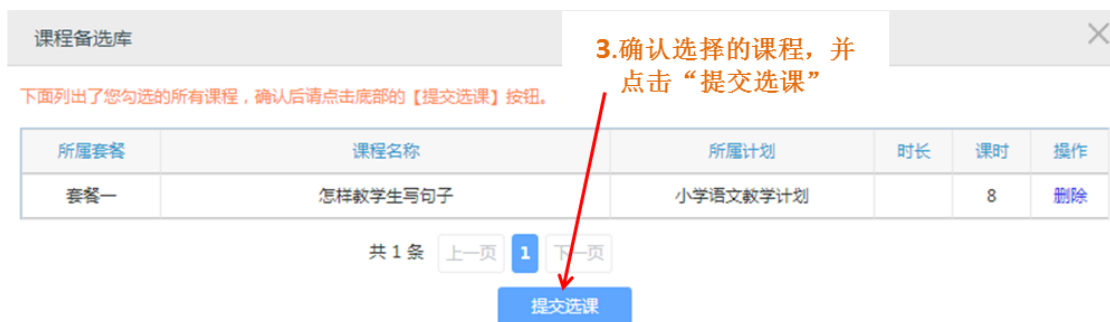 课程备选库
3.确认选择的课程，并
点击“提交选课”
下面列出了您勾选的所有课程，确认后请点击底部的【提交选课】按钮。
所属套餐 课程名称 所属计划 时长 课时 操作
套餐一 怎样教学生写句子 小学语文教学计划 8 删除
共 1 条 上一页 1 下一页
提交选课